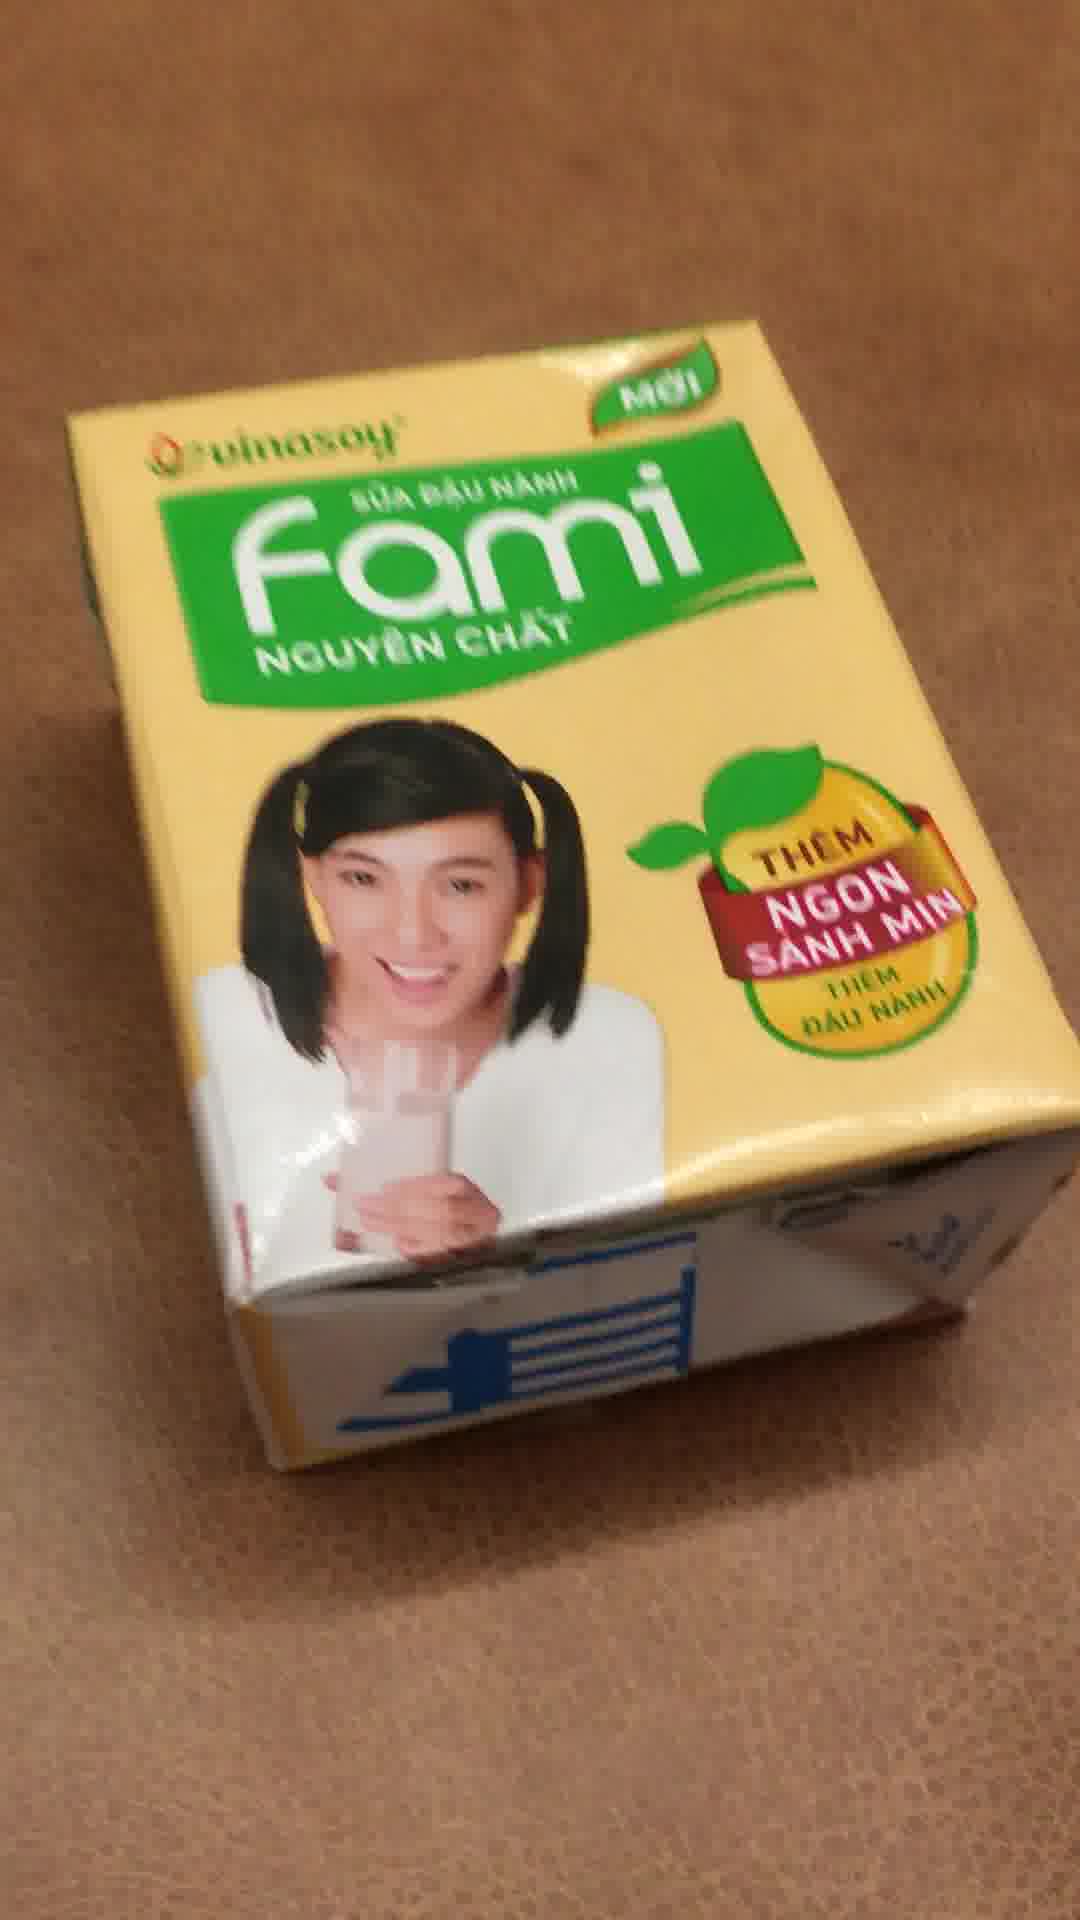 vinasoy
MỚI
SỮA ĐẬU NÀNH
fami
NGUYÊN CHẤT
THÊM
NGON
SÁNH MỊN
THÊM
ĐẬU NÀNH